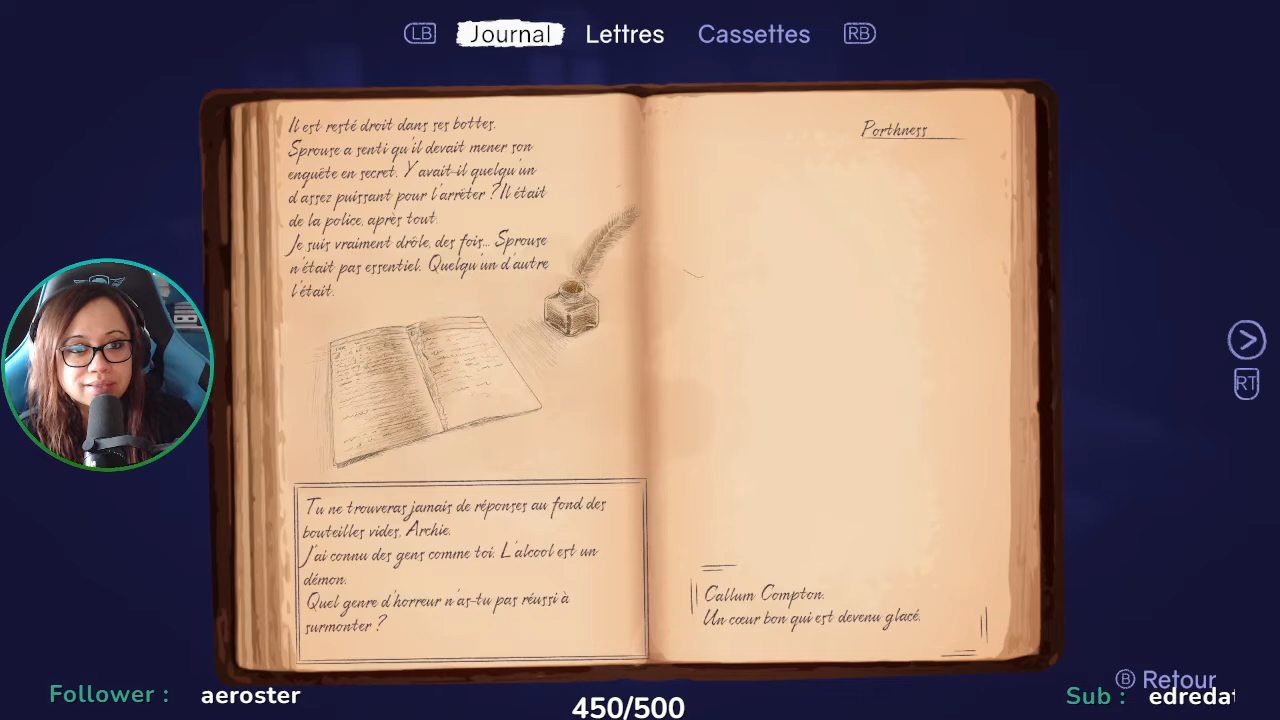 LB
Journal
Lettres
Cassettes
RB
Il est resté droit dans ses bottes.
Sprouse a senti qu'il devait mener son
enquête en secret. Y avait-il quelqu'un
d'assez puissant pour l'arrêter ? Il était
de la police, après tout.
Je suis vraiment drôle, des fois... Sprouse
n'était pas essentiel. Quelqu'un d'autre
l'était.
Tu ne trouveras jamais de réponses au fond des
bouteilles vides, Archie.
J'ai connu des gens comme toi. L'alcool est un
démon.
Quel genre d'horreur n'as-tu pas réussi à
surmonter ?
Porthness
Callum Compton.
Un cœur bon qui est devenu glacé.
RT
B Retour
Follower :
aeroster
450/500
Sub :
edreda